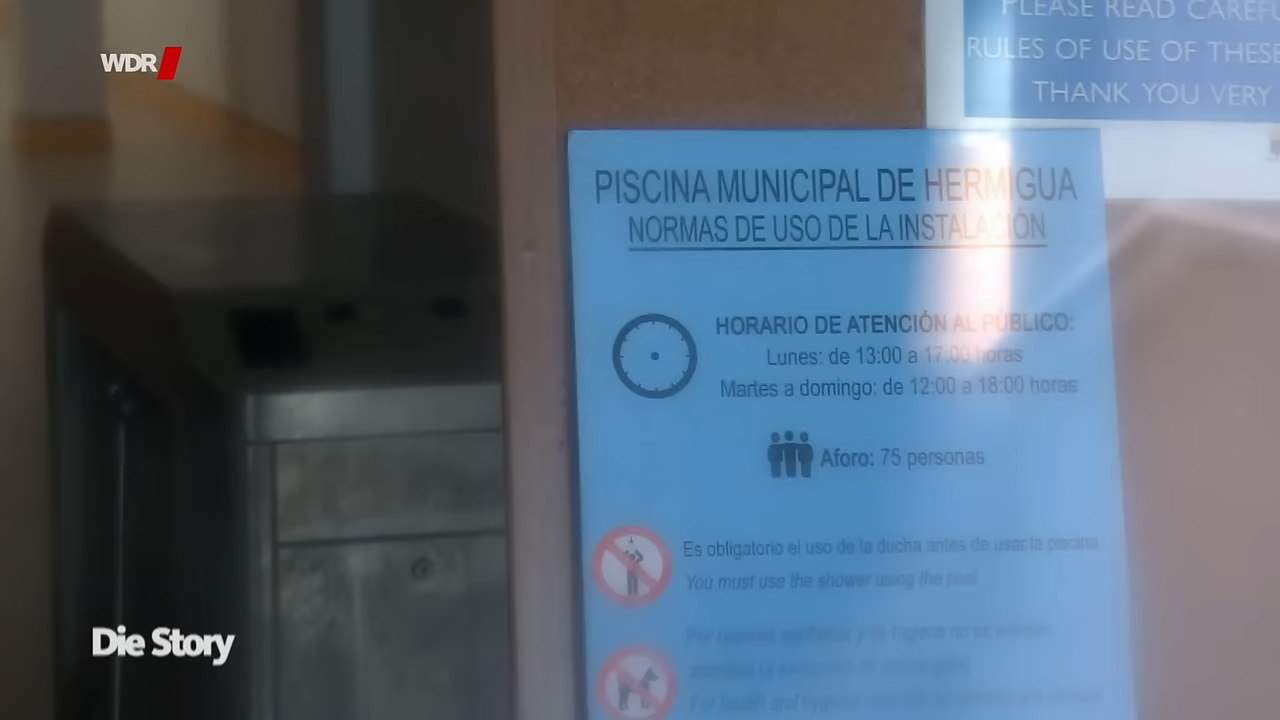 WDR
PLEASE READ CAREFU
RULES OF USE OF THESE
THANK YOU VERY
PISCINA MUNICIPAL DE HERMIGUA
NORMAS DE USO DE LA INSTALACIÓN
HORARIO DE ATENCIÓN AL PÚBLICO:
Lunes: de 13:00 a 17:00 horas
Martes a domingo: de 12:00 a 18:00 horas
Aforo: 75 personas
Es obligatorio el uso de la ducha antes de usar la piscina
You must use the shower using the pool
Die Story